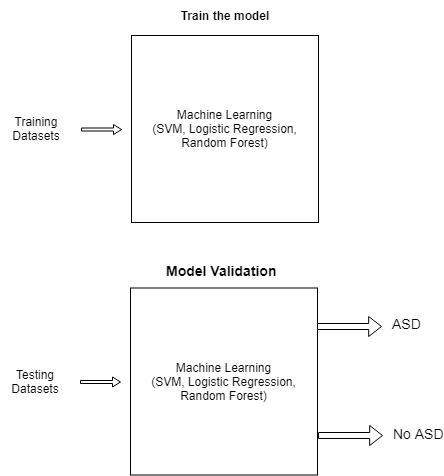 Train the model
Training
Datasets
Machine Learning
(SVM, Logistic Regression,
Random Forest)
Model Validation
Testing
Datasets
Machine Learning
(SVM, Logistic Regression,
Random Forest)
ASD
No ASD